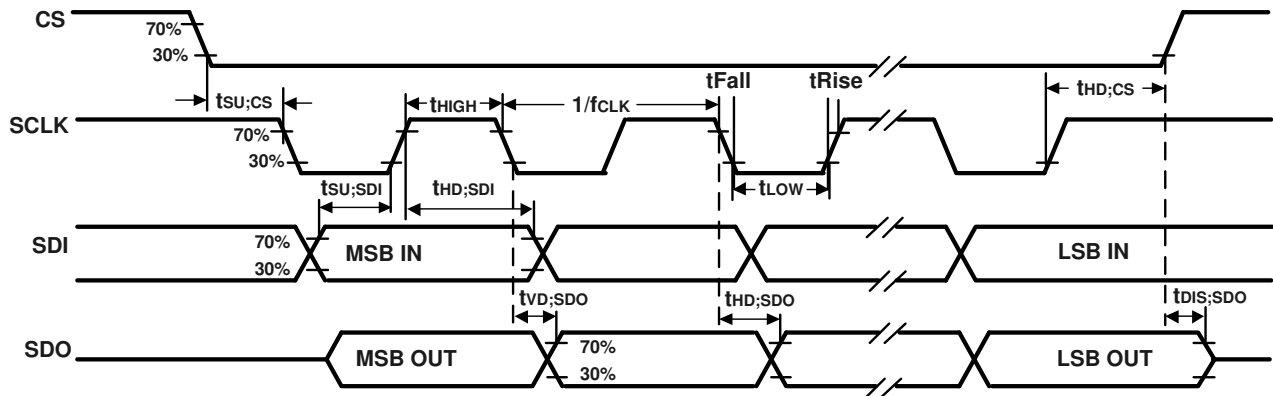 CS
70%
30%
tFall
tRise
tSU;CS
tHIGH
1/fCLK
tHD;CS
SCLK
70%
30%
tSU;SDI
tHD;SDI
tLOW
SDI
70%
30%
MSB IN
LSB IN
tVD;SDO
tHD;SDO
tDIS;SDO
SDO
MSB OUT
70%
30%
LSB OUT